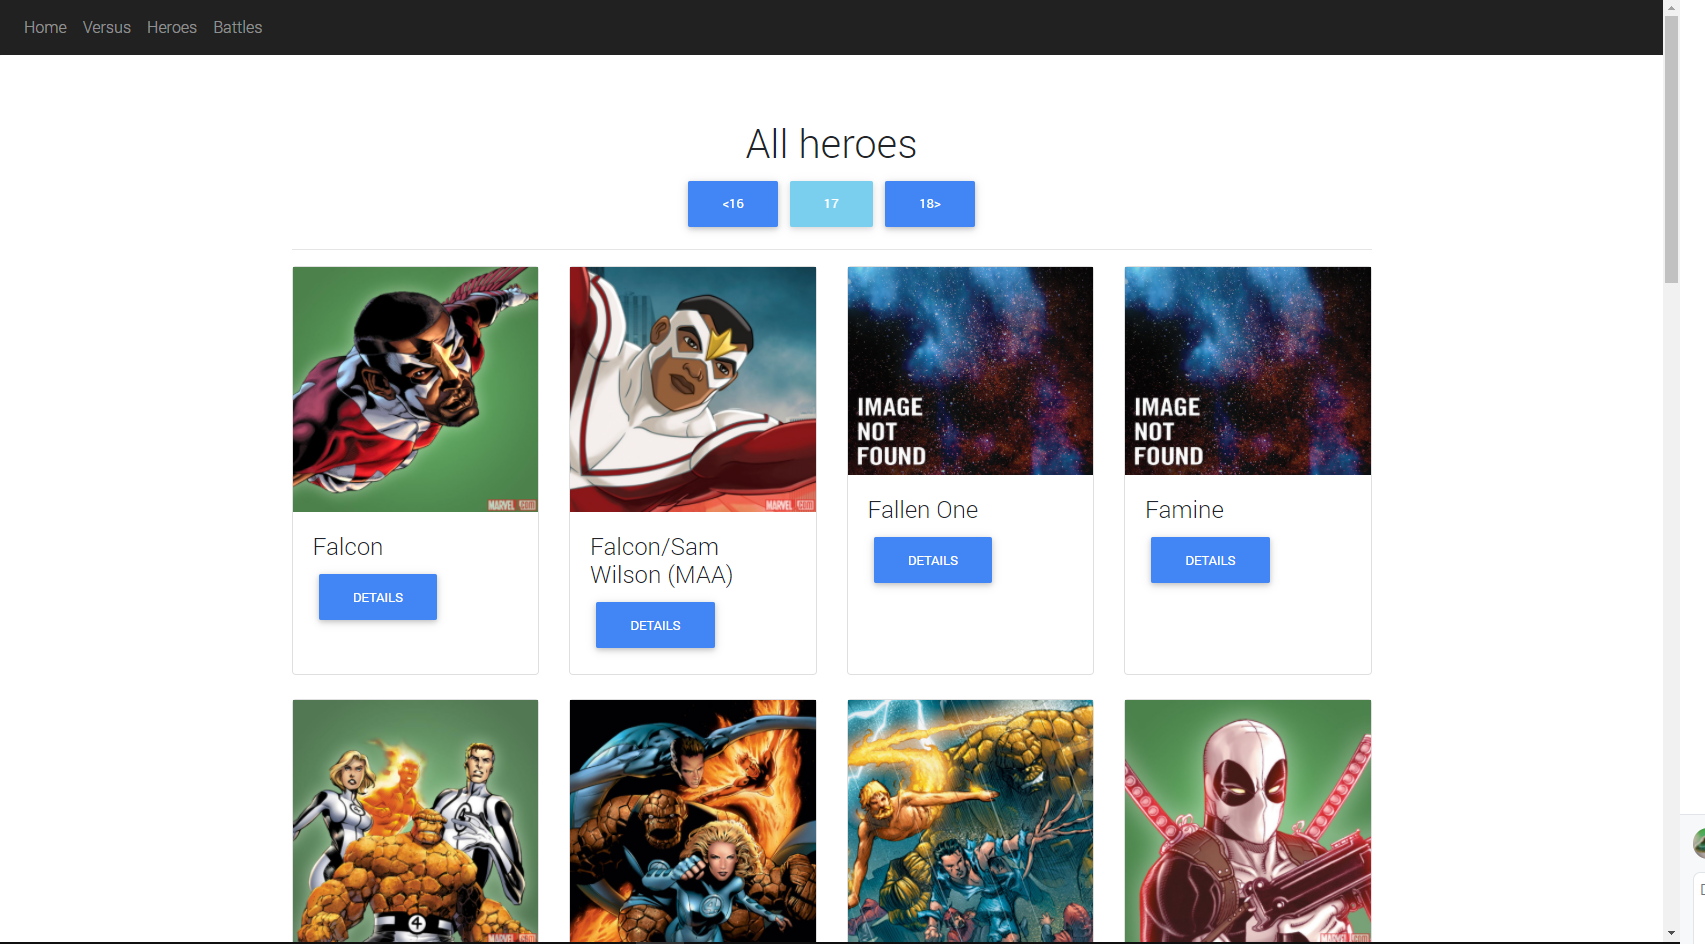 Home Versus Heroes Battles
All heroes
<16 17 18>
MARVEL.com
MARVEL.com
IMAGE
NOT
FOUND
IMAGE
NOT
FOUND
Falcon
DETAILS
Falcon/Sam
Wilson (MAA)
DETAILS
Fallen One
DETAILS
Famine
DETAILS
4
MARVEL.com
MARVEL.com